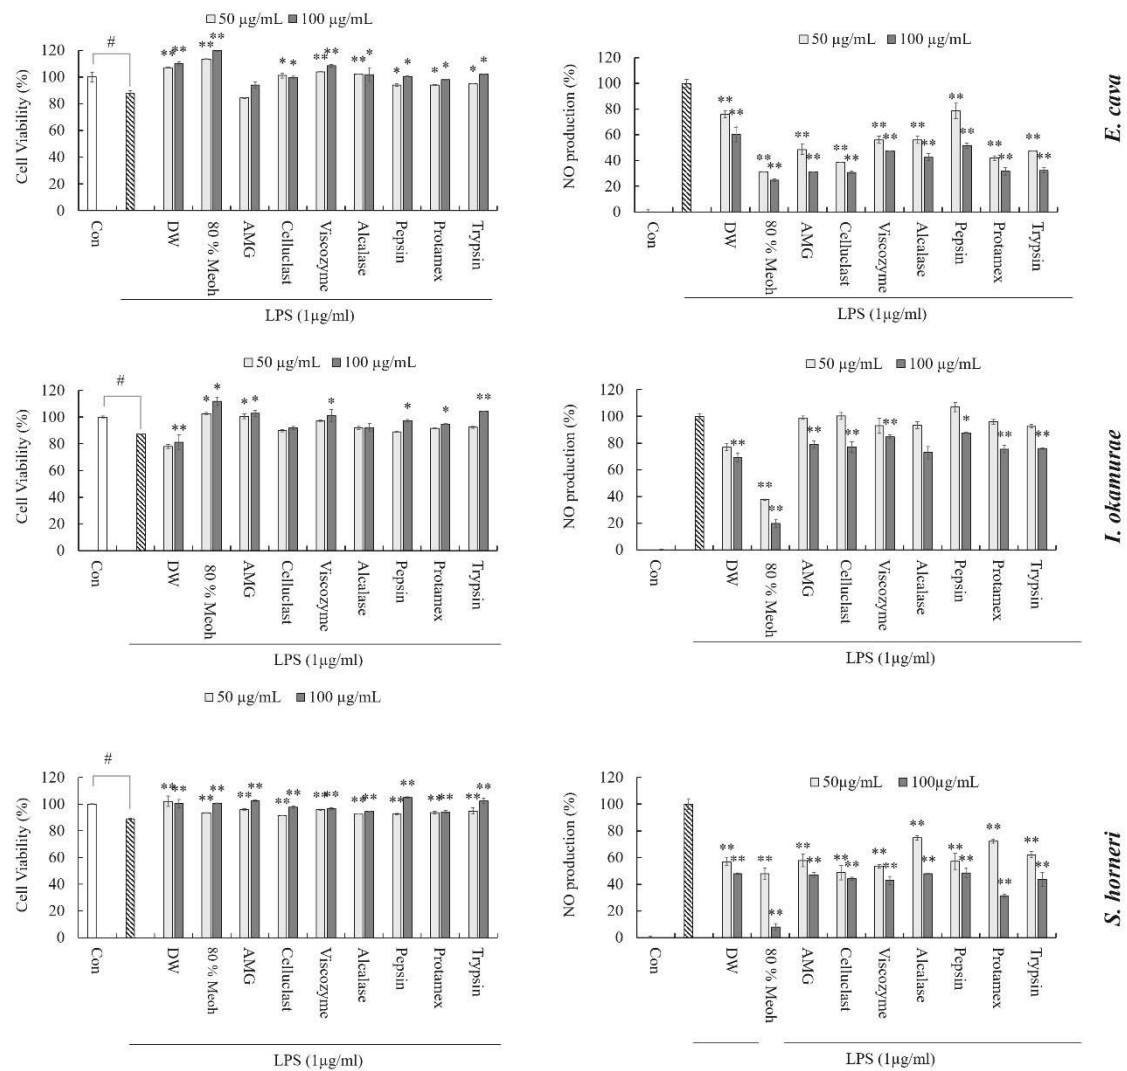 50 µg/mL 100 µg/mL
#
** ** ** ** * * ** ** ** * * * * * * *
Cell Viability (%)
120
100
80
60
40
20
0
Con
DW
80 % Meoh
AMG
Celluclast
Viscozyme
Alcalase
Pepsin
Protamex
Trypsin
LPS (1µg/ml)
50 µg/mL 100 µg/mL
** ** ** ** ** ** ** ** ** ** ** ** ** ** ** ** ** **
NO production (%)
120
100
80
60
40
20
0
Con
DW
80 % Meoh
AMG
Celluclast
Viscozyme
Alcalase
Pepsin
Protamex
Trypsin
LPS (1µg/ml)
E. cava
50 µg/mL 100 µg/mL
#
** * * * * * * * **
Cell Viability (%)
120
100
80
60
40
20
0
Con
DW
80 % Meoh
AMG
Celluclast
Viscozyme
Alcalase
Pepsin
Protamex
Trypsin
LPS (1µg/ml)
50 µg/mL 100 µg/mL
** ** ** ** ** ** * ** **
NO production (%)
120
100
80
60
40
20
0
Con
DW
80 % Meoh
AMG
Celluclast
Viscozyme
Alcalase
Pepsin
Protamex
Trypsin
LPS (1µg/ml)
I. okamurae
50 µg/mL 100 µg/mL
#
** ** ** ** ** ** ** ** ** ** ** ** ** ** ** ** ** **
Cell Viability (%)
120
100
80
60
40
20
0
Con
DW
80 % Meoh
AMG
Celluclast
Viscozyme
Alcalase
Pepsin
Protamex
Trypsin
LPS (1µg/ml)
50µg/mL 100µg/mL
** ** ** ** ** ** ** ** ** ** ** ** ** ** ** ** ** **
NO production (%)
120
100
80
60
40
20
0
Con
DW
80 % Meoh
AMG
Celluclast
Viscozyme
Alcalase
Pepsin
Protamex
Trypsin
LPS (1µg/ml)
S. horneri